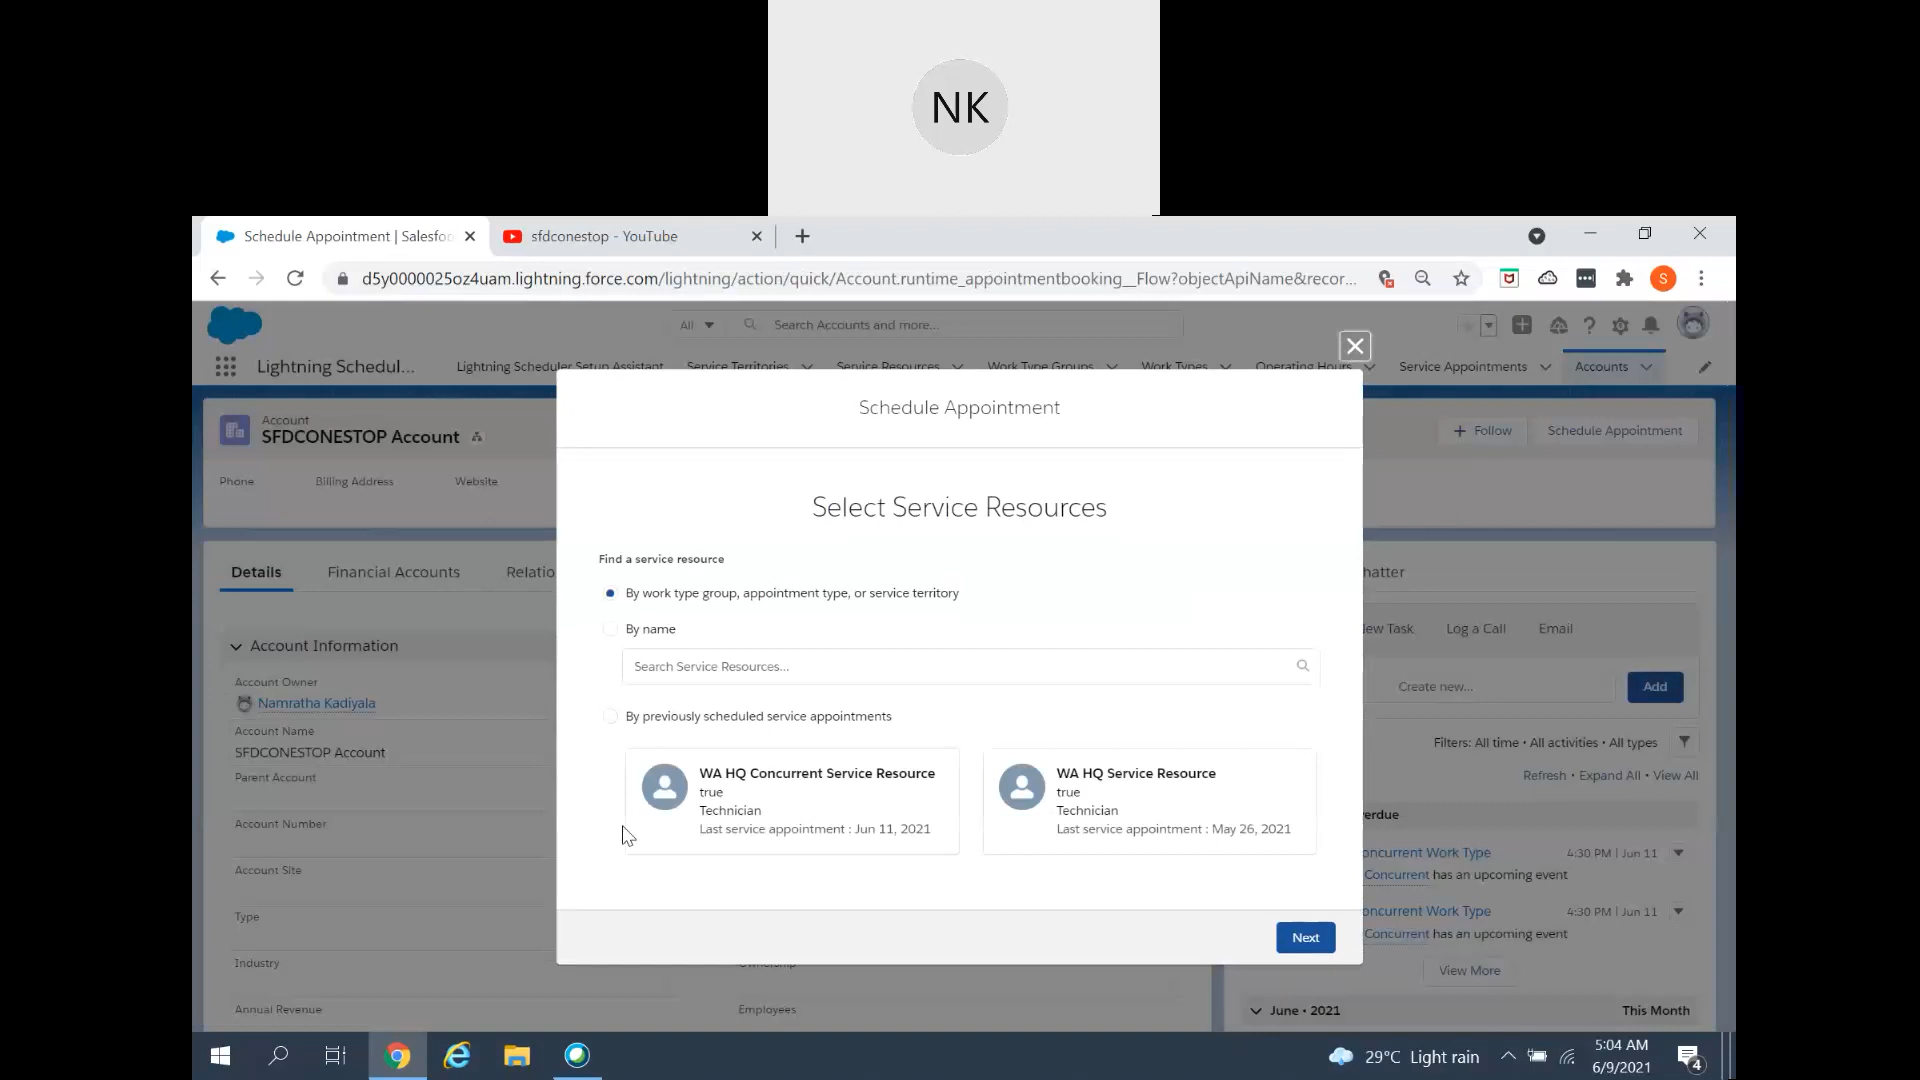 NK
Schedule Appointment | Salesfo
sfdconestop - YouTube
d5y0000025oz4uam.lightning.force.com/lightning/action/quick/Account.runtime_appointmentbooking__Flow?objectApiName&recor...
S
All
Search Accounts and more...
Lightning Schedul...
Lightning Scheduler Setup Assistant
Service Territories
Service Resources
Work Type Groups
Work Types
Operating Hours
Service Appointments
Accounts
Account
SFDCONESTOP Account
Follow
Schedule Appointment
Phone
Billing Address
Website
Details
Financial Accounts
Relatio
hatter
Account Information
Account Owner
Namratha Kadiyala
Account Name
SFDCONESTOP Account
Parent Account
Account Number
Account Site
Type
Industry
Ownership
Annual Revenue
Employees
Schedule Appointment
Select Service Resources
Find a service resource
By work type group, appointment type, or service territory
By name
Search Service Resources...
By previously scheduled service appointments
WA HQ Concurrent Service Resource
true
Technician
Last service appointment : Jun 11, 2021
WA HQ Service Resource
true
Technician
Last service appointment : May 26, 2021
Next
ew Task
Log a Call
Email
Create new...
Add
Filters: All time • All activities • All types
Refresh • Expand All • View All
erdue
oncurrent Work Type
4:30 PM | Jun 11
Concurrent has an upcoming event
oncurrent Work Type
4:30 PM | Jun 11
Concurrent has an upcoming event
View More
June • 2021
This Month
29°C Light rain
5:04 AM
6/9/2021
4